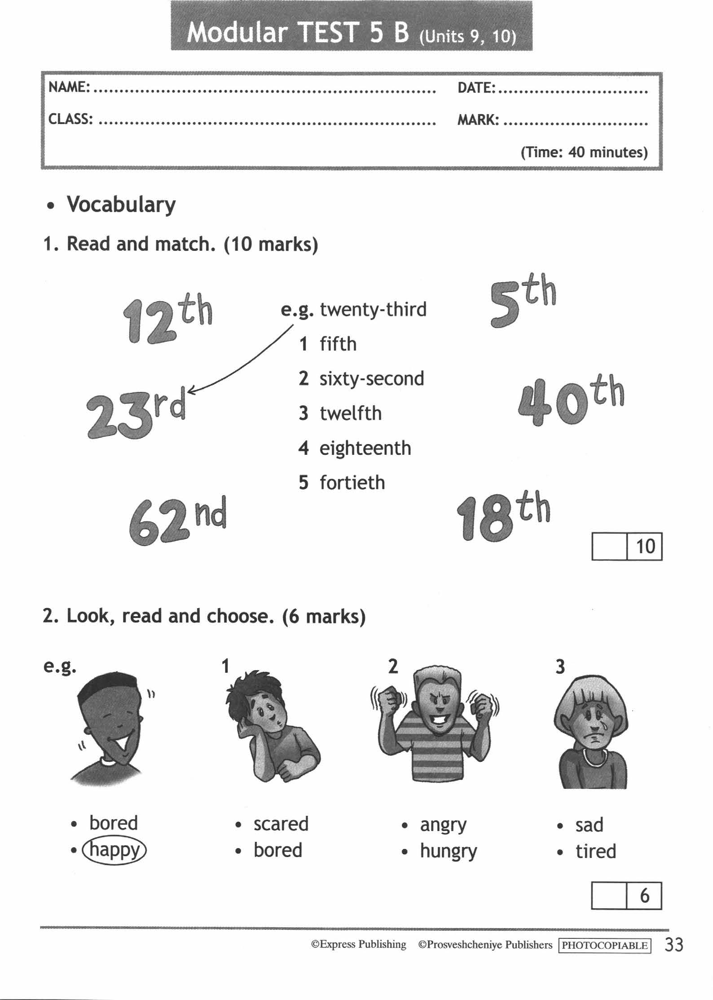 Modular TEST 5 B (Units 9, 10)
NAME: ................................................................ DATE: .............................
CLASS: ................................................................ MARK: ............................
(Time: 40 minutes)
• Vocabulary
1. Read and match. (10 marks)
12th
5th
e.g. twenty-third
1 fifth
2 sixty-second
23rd
40th
3 twelfth
4 eighteenth
5 fortieth
62nd
18th
10
2. Look, read and choose. (6 marks)
e.g. 1 2 3
• bored • scared • angry • sad
• happy • bored • hungry • tired
6
©Express Publishing ©Prosveshcheniye Publishers PHOTOCOPIABLE 33